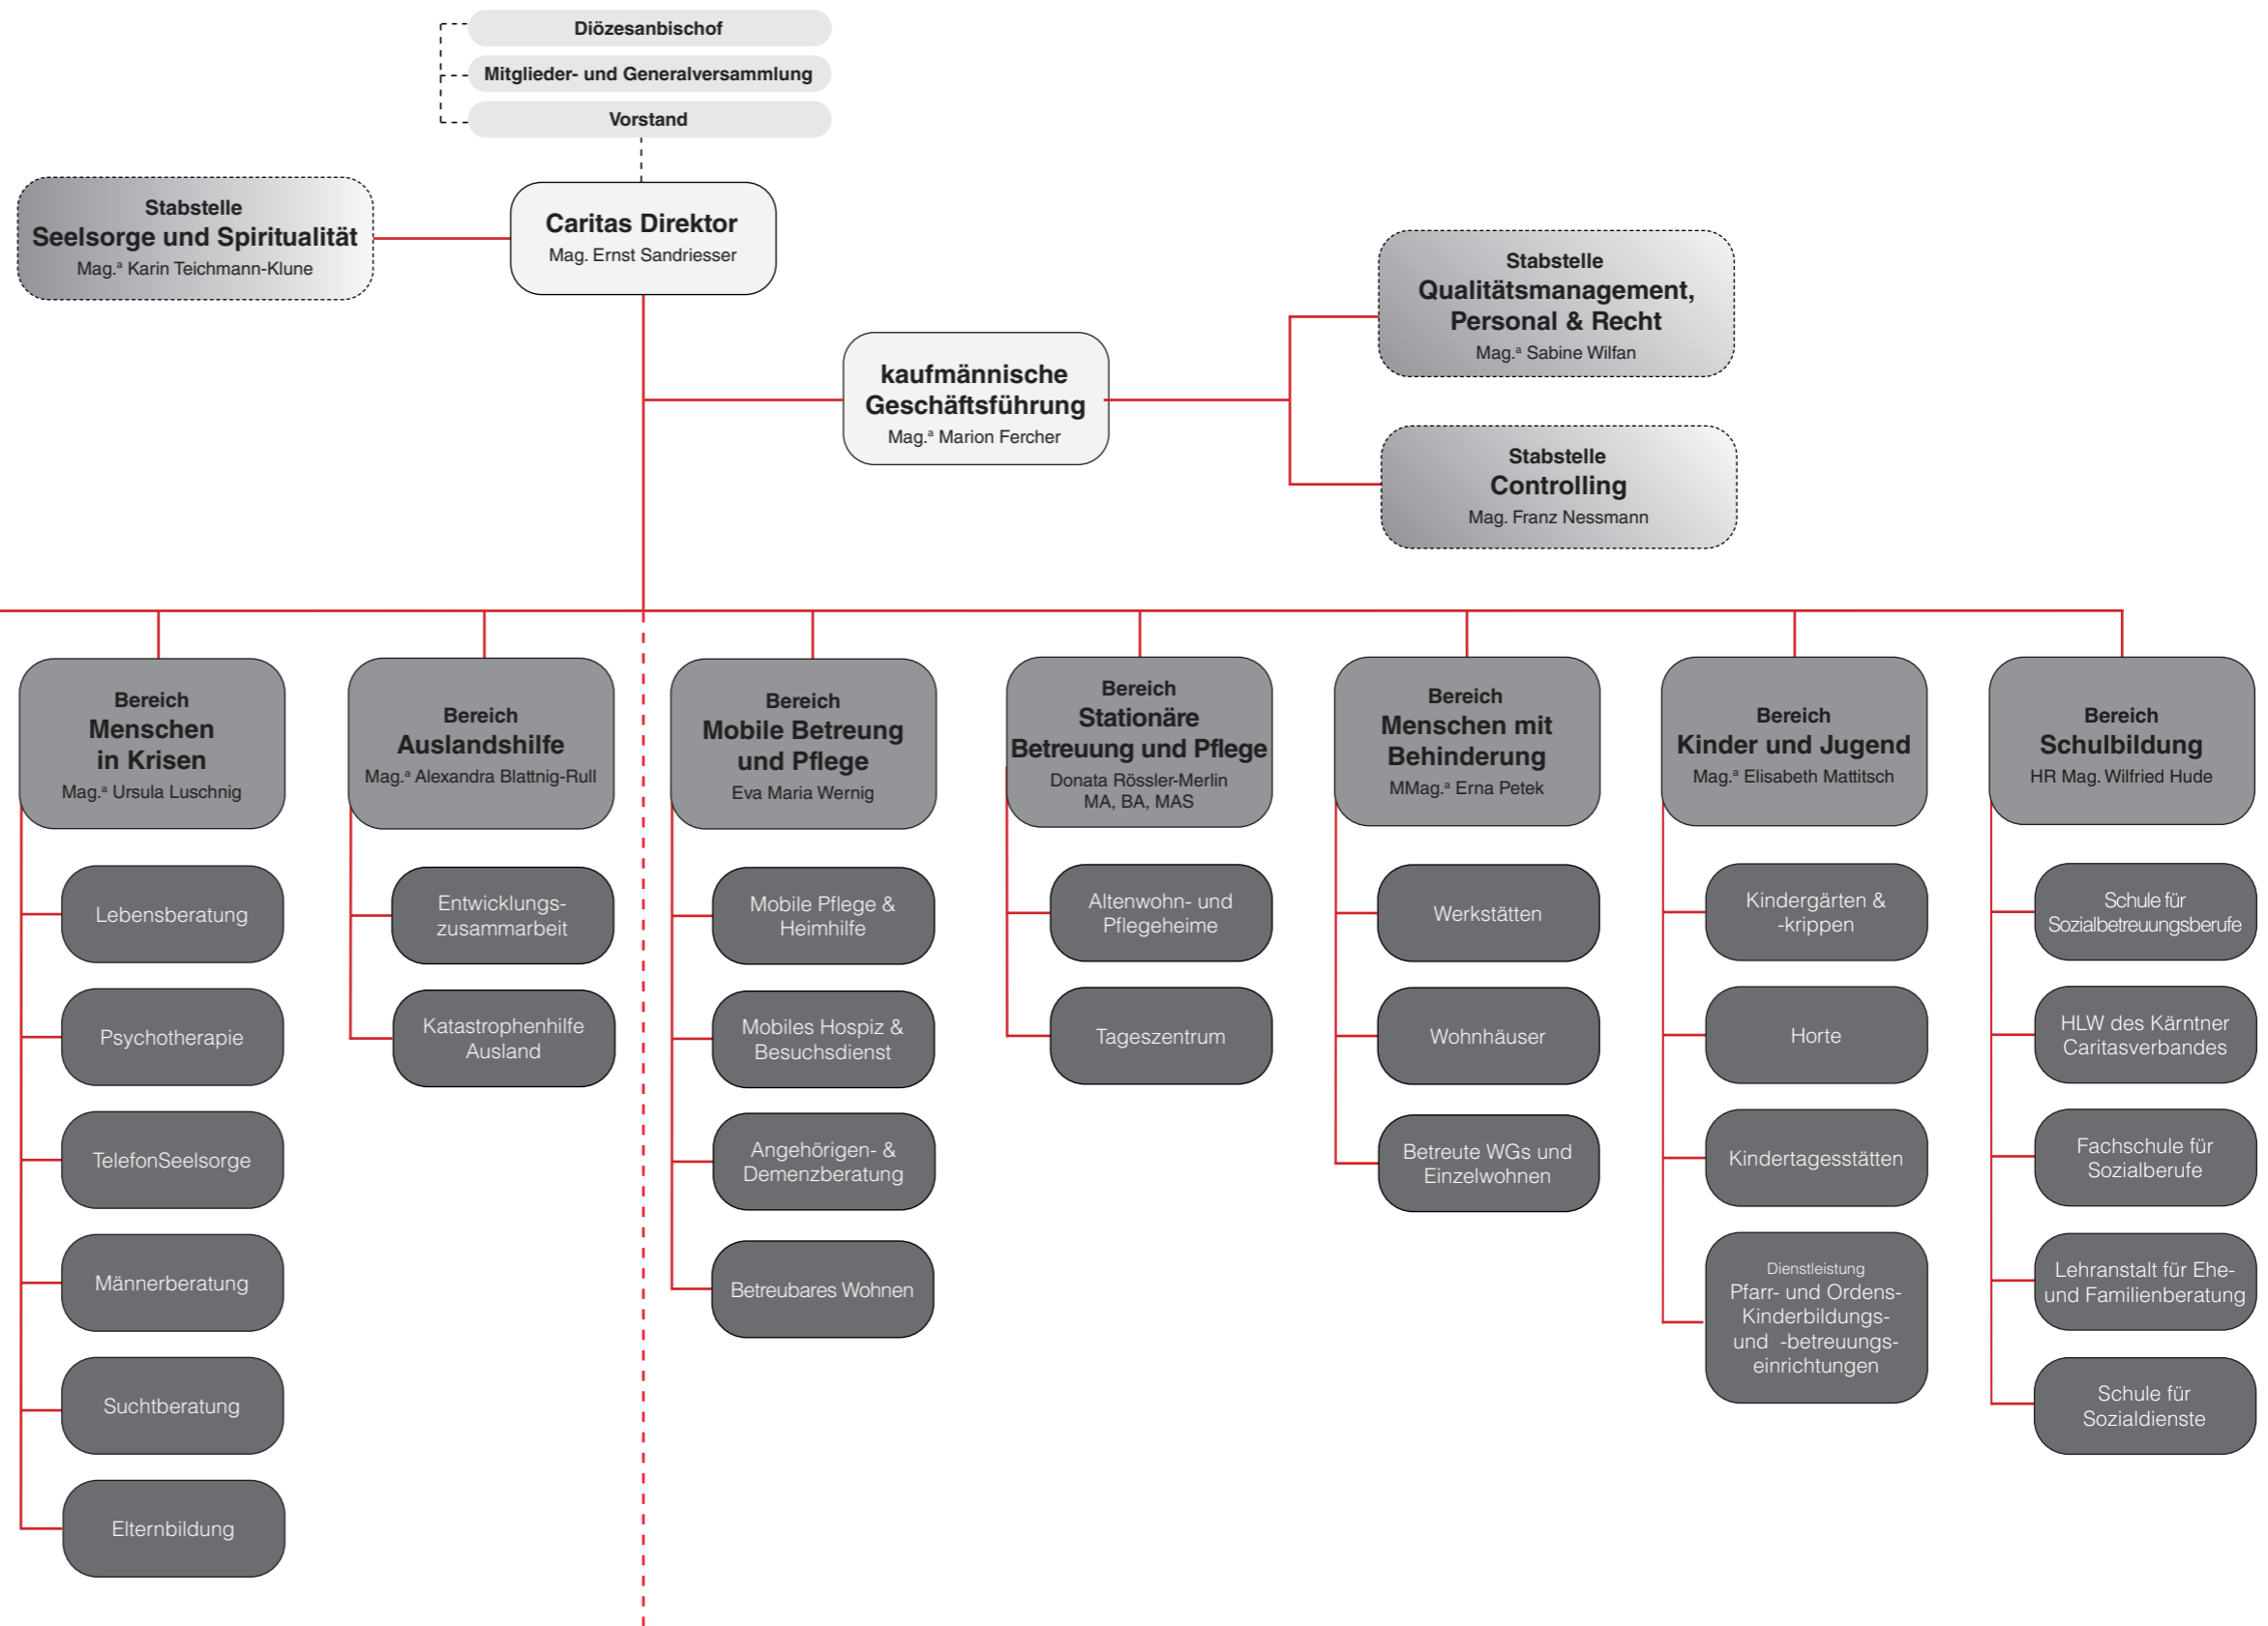 Diözesanbischof
Mitglieder- und Generalversammlung
Vorstand
Stabstelle
Seelsorge und Spiritualität
Mag.ª Karin Teichmann-Klune
Caritas Direktor
Mag. Ernst Sandriesser
kaufmännische
Geschäftsführung
Mag.ª Marion Fercher
Stabstelle
Qualitätsmanagement,
Personal & Recht
Mag.ª Sabine Wilfan
Stabstelle
Controlling
Mag. Franz Nessmann
Bereich
Menschen
in Krisen
Mag.ª Ursula Luschnig
Lebensberatung
Psychotherapie
TelefonSeelsorge
Männerberatung
Suchtberatung
Elternbildung
Bereich
Auslandshilfe
Mag.ª Alexandra Blattnig-Rull
Entwicklungs-
zusammarbeit
Katastrophenhilfe
Ausland
Bereich
Mobile Betreung
und Pflege
Eva Maria Wernig
Mobile Pflege &
Heimhilfe
Mobiles Hospiz &
Besuchsdienst
Angehörigen- &
Demenzberatung
Betreubares Wohnen
Bereich
Stationäre
Betreuung und Pflege
Donata Rössler-Merlin
MA, BA, MAS
Altenwohn- und
Pflegeheime
Tageszentrum
Bereich
Menschen mit
Behinderung
MMag.ª Erna Petek
Werkstätten
Wohnhäuser
Betreute WGs und
Einzelwohnen
Bereich
Kinder und Jugend
Mag.ª Elisabeth Mattitsch
Kindergärten &
-krippen
Horte
Kindertagesstätten
Dienstleistung
Pfarr- und Ordens-
Kinderbildungs-
und -betreuungs-
einrichtungen
Bereich
Schulbildung
HR Mag. Wilfried Hude
Schule für
Sozialbetreuungsberufe
HLW des Kärntner
Caritasverbandes
Fachschule für
Sozialberufe
Lehranstalt für Ehe-
und Familienberatung
Schule für
Sozialdienste